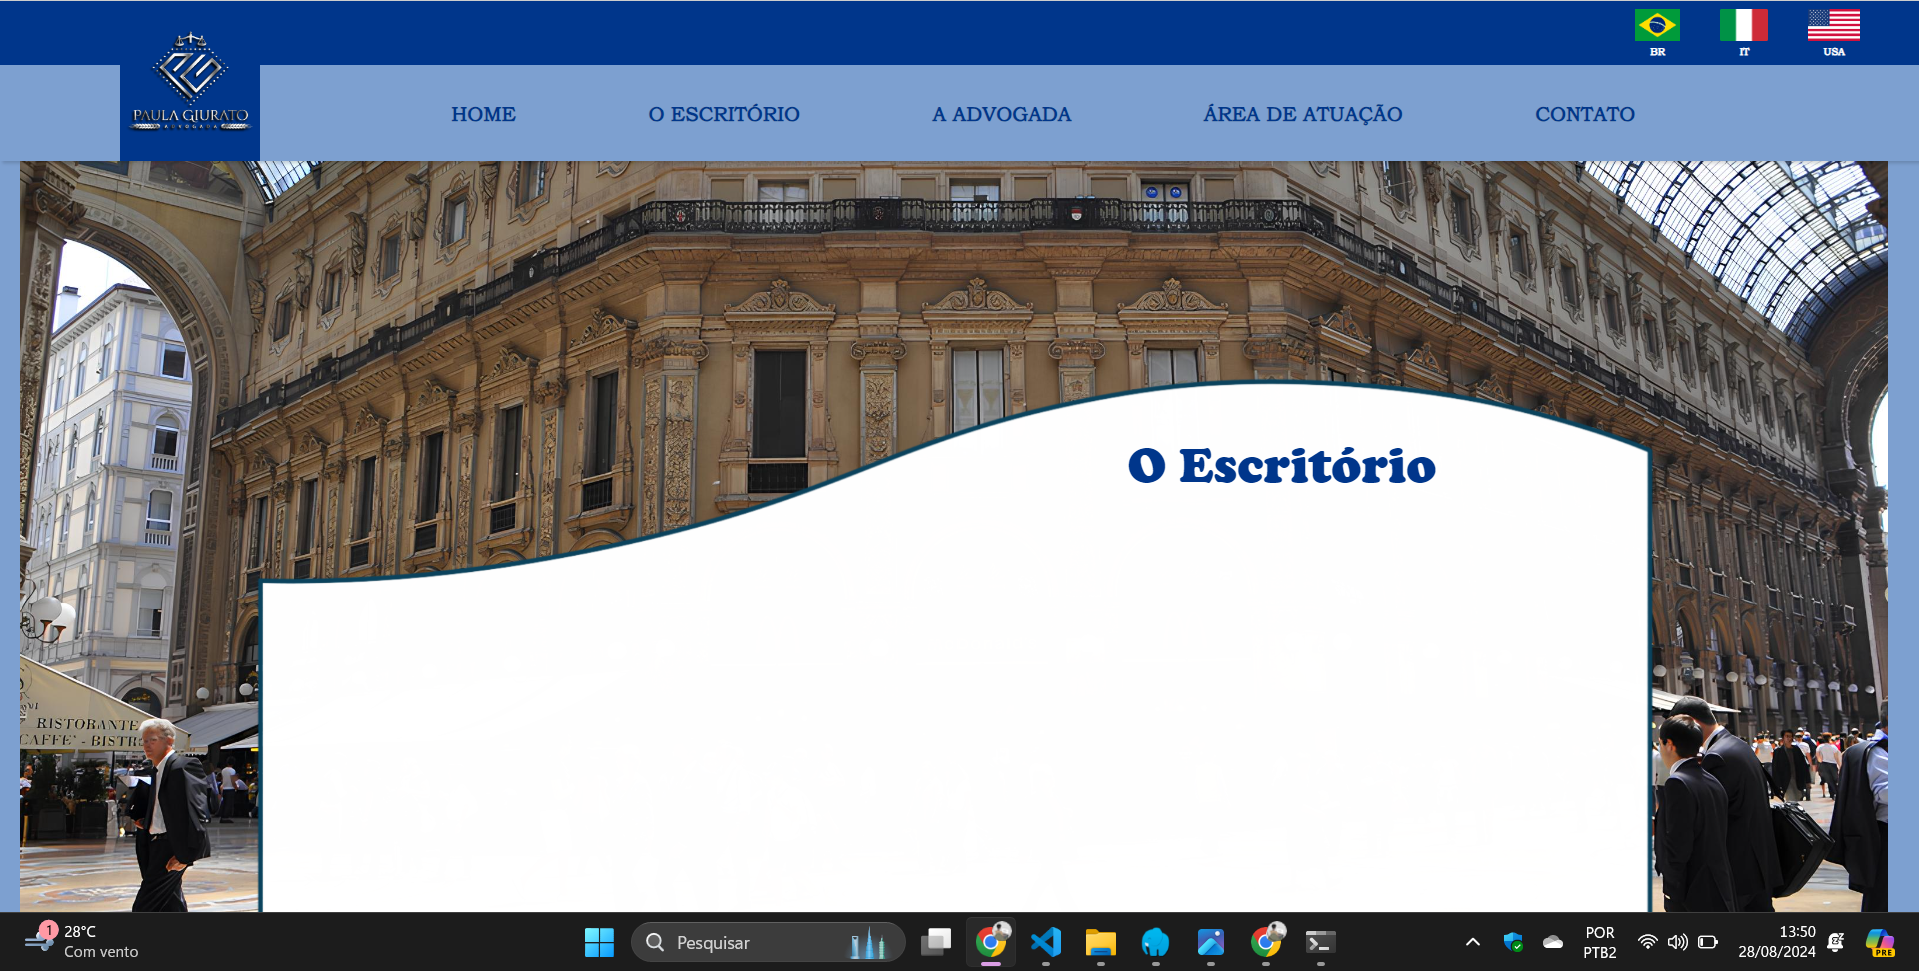 BR
IT
USA
PAULA GIURATO
ADVOGADA
HOME
O ESCRITÓRIO
A ADVOGADA
ÁREA DE ATUAÇÃO
CONTATO
O Escritório
RISTORANTE
CAFFE' - BISTR
1
28°C
Com vento
Pesquisar
POR
PTB2
13:50
28/08/2024
PRE